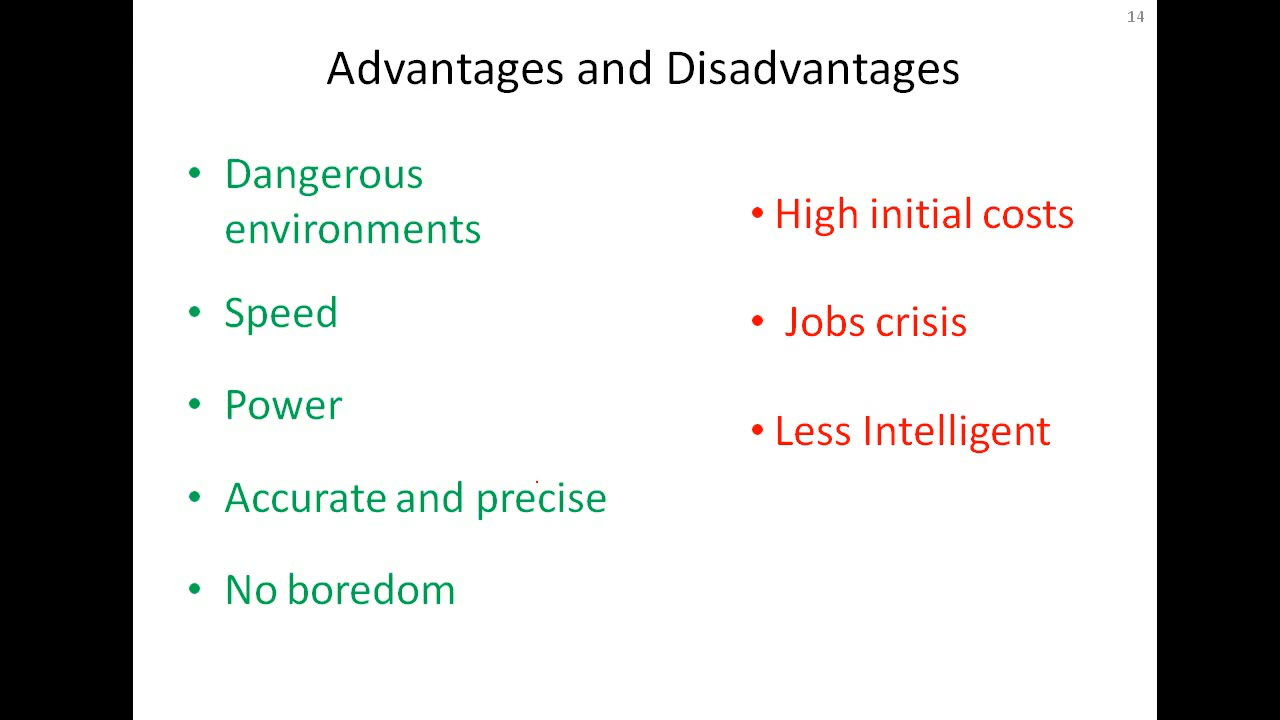 14
Advantages and Disadvantages
• Dangerous
environments
• Speed
• Power
• Accurate and precise
• No boredom
• High initial costs
• Jobs crisis
• Less Intelligent